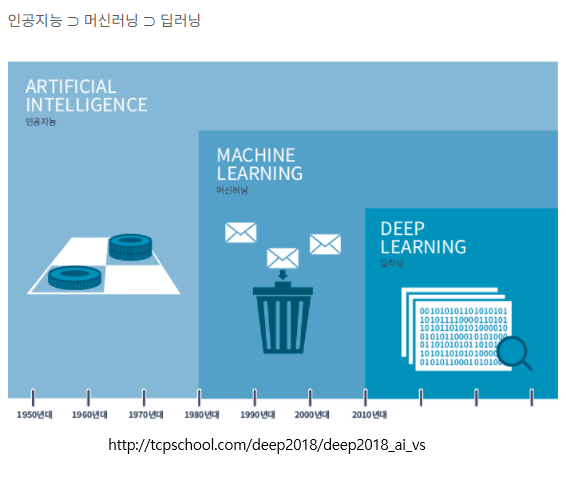 인공지능 ⊃ 머신러닝 ⊃ 딥러닝
ARTIFICIAL
INTELLIGENCE
인공지능
MACHINE
LEARNING
머신러닝
DEEP
LEARNING
딥러닝
001010101101010101
10101111000011010 1
101011010101000010
010101100010101000
011010101011010101
10101101010100001
010101100010101000
1950년대 1960년대 1970년대 1980년대 1990년대 2000년대 2010년대
http://tcpschool.com/deep2018/deep2018_ai_vs